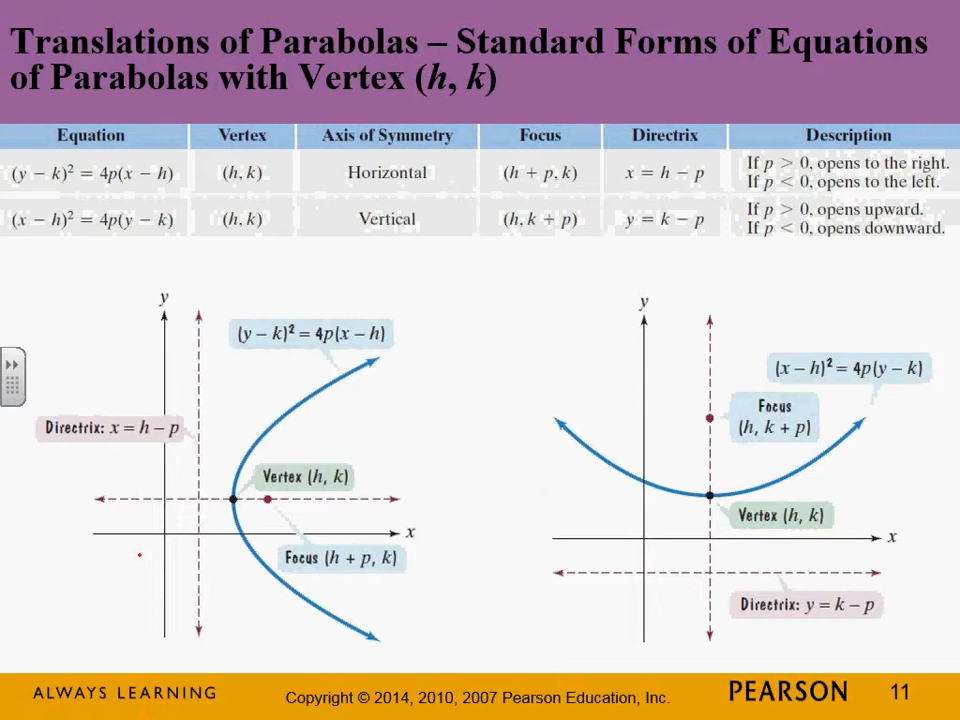 Translations of Parabolas – Standard Forms of Equations
of Parabolas with Vertex (h, k)
Equation Vertex Axis of Symmetry Focus Directrix Description
(y − k)² = 4p(x − h) (h, k) Horizontal (h + p, k) x = h − p If p > 0, opens to the right.
If p < 0, opens to the left.
(x − h)² = 4p(y − k) (h, k) Vertical (h, k + p) y = k − p If p > 0, opens upward.
If p < 0, opens downward.
y
(y − k)² = 4p(x − h)
Directrix: x = h − p
Vertex (h, k)
x
Focus (h + p, k)
y
(x − h)² = 4p(y − k)
Focus
(h, k + p)
Vertex (h, k)
x
Directrix: y = k − p
ALWAYS LEARNING
Copyright © 2014, 2010, 2007 Pearson Education, Inc.
PEARSON
11